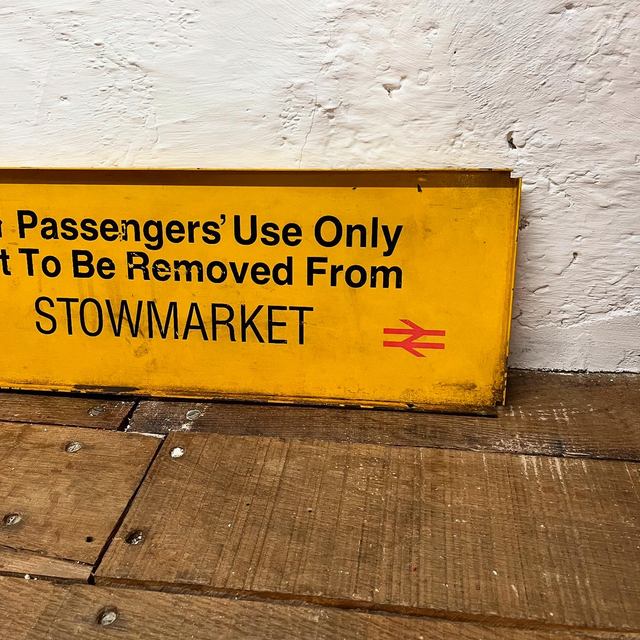 Passengers' Use Only
To Be Removed From
STOWMARKET